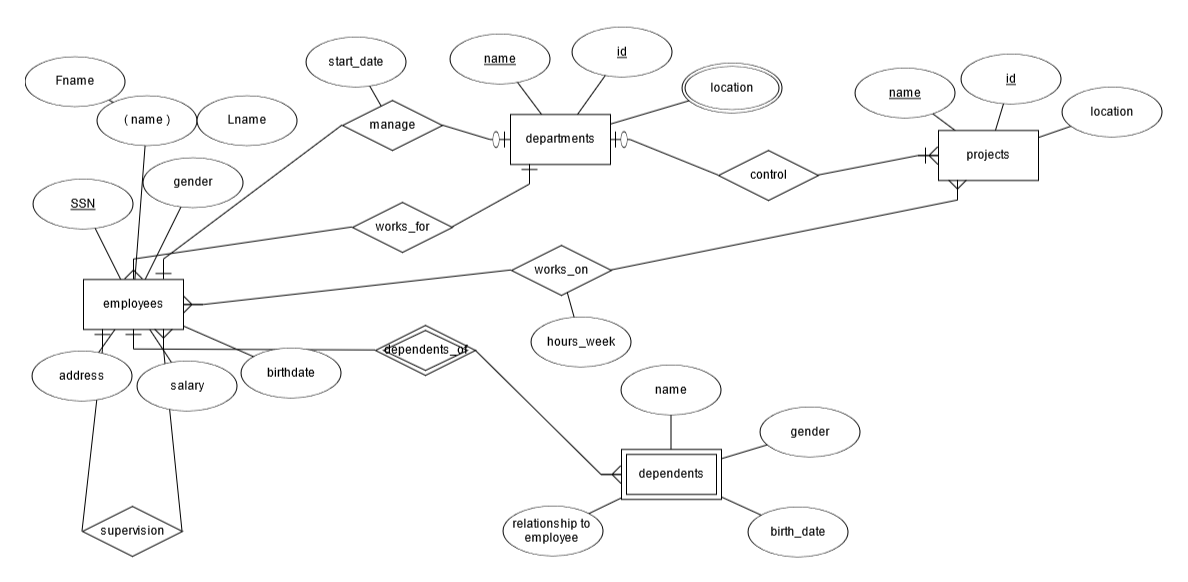 name
id
start_date
Fname
location
name
id
location
( name )
Lname
manage
departments
projects
control
gender
SSN
works_for
works_on
employees
hours_week
dependents_of
address
salary
birthdate
name
gender
dependents
supervision
relationship to
employee
birth_date